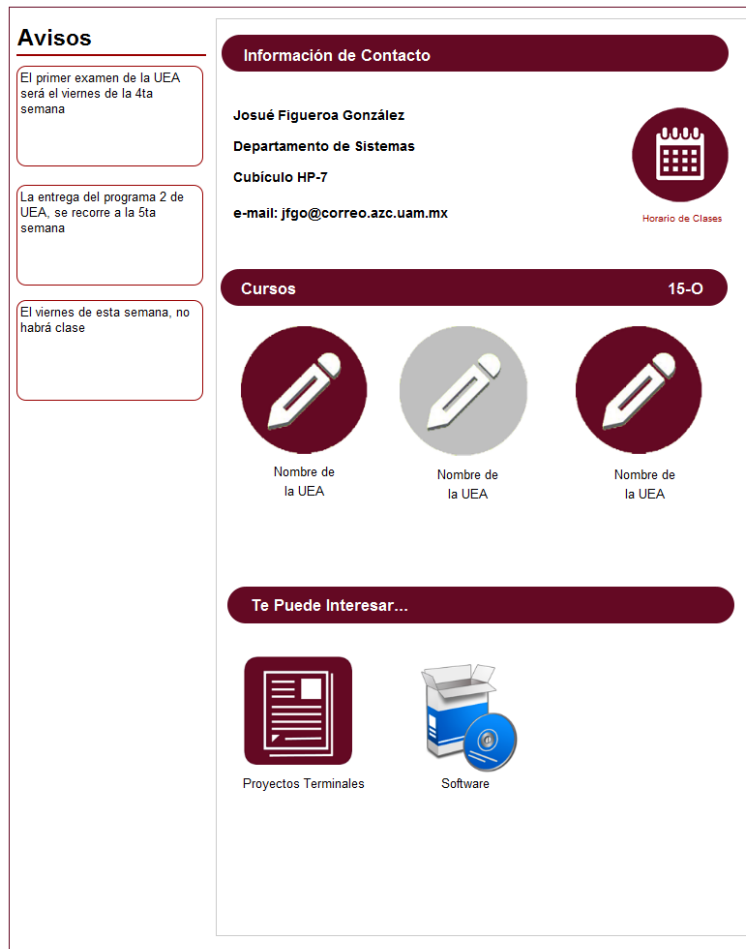 Avisos
El primer examen de la UEA
será el viernes de la 4ta
semana
La entrega del programa 2 de
UEA, se recorre a la 5ta
semana
El viernes de esta semana, no
habrá clase
Información de Contacto
Josué Figueroa González
Departamento de Sistemas
Cubículo HP-7
e-mail: jfgo@correo.azc.uam.mx
Horario de Clases
Cursos 15-O
Nombre de
la UEA
Nombre de
la UEA
Nombre de
la UEA
Te Puede Interesar...
Proyectos Terminales
Software